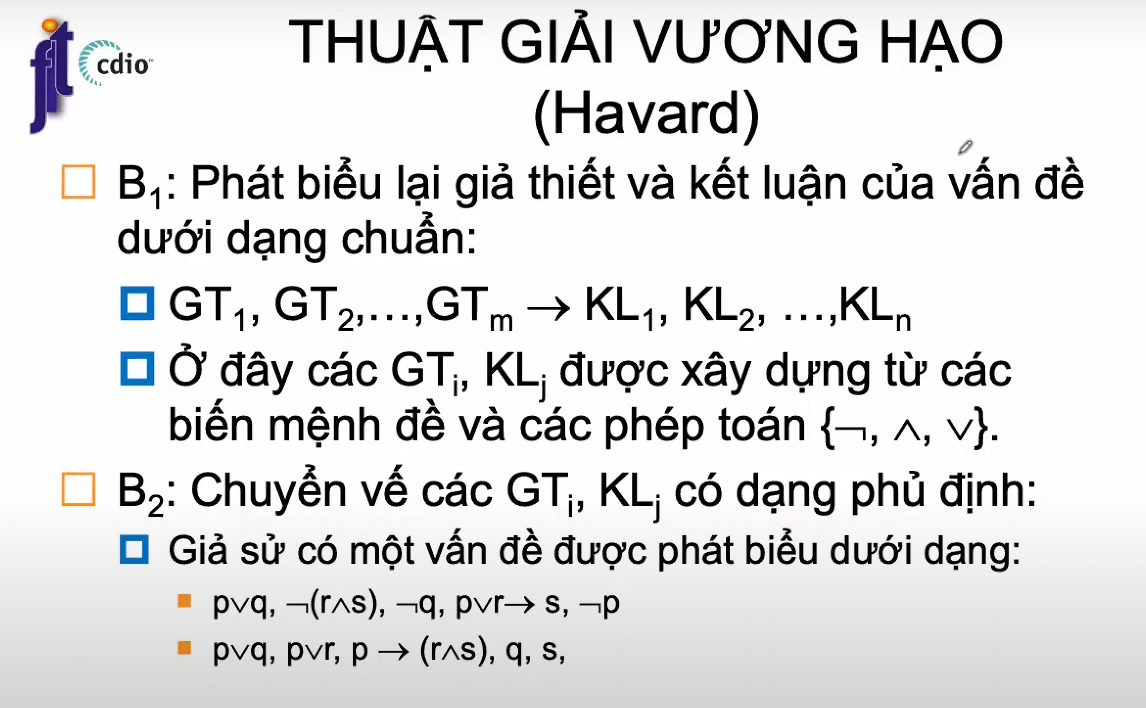 fit
cdio
THUẬT GIẢI VƯƠNG HẠO
(Havard)
B₁: Phát biểu lại giả thiết và kết luận của vấn đề
dưới dạng chuẩn:
GT₁, GT₂,…,GTₘ → KL₁, KL₂, …,KLₙ
Ở đây các GTᵢ, KLⱼ được xây dựng từ các
biến mệnh đề và các phép toán {¬, ∧, ∨}.
B₂: Chuyển vế các GTᵢ, KLⱼ có dạng phủ định:
Giả sử có một vấn đề được phát biểu dưới dạng:
p∨q, ¬(r∧s), ¬q, p∨r→ s, ¬p
p∨q, p∨r, p → (r∧s), q, s,